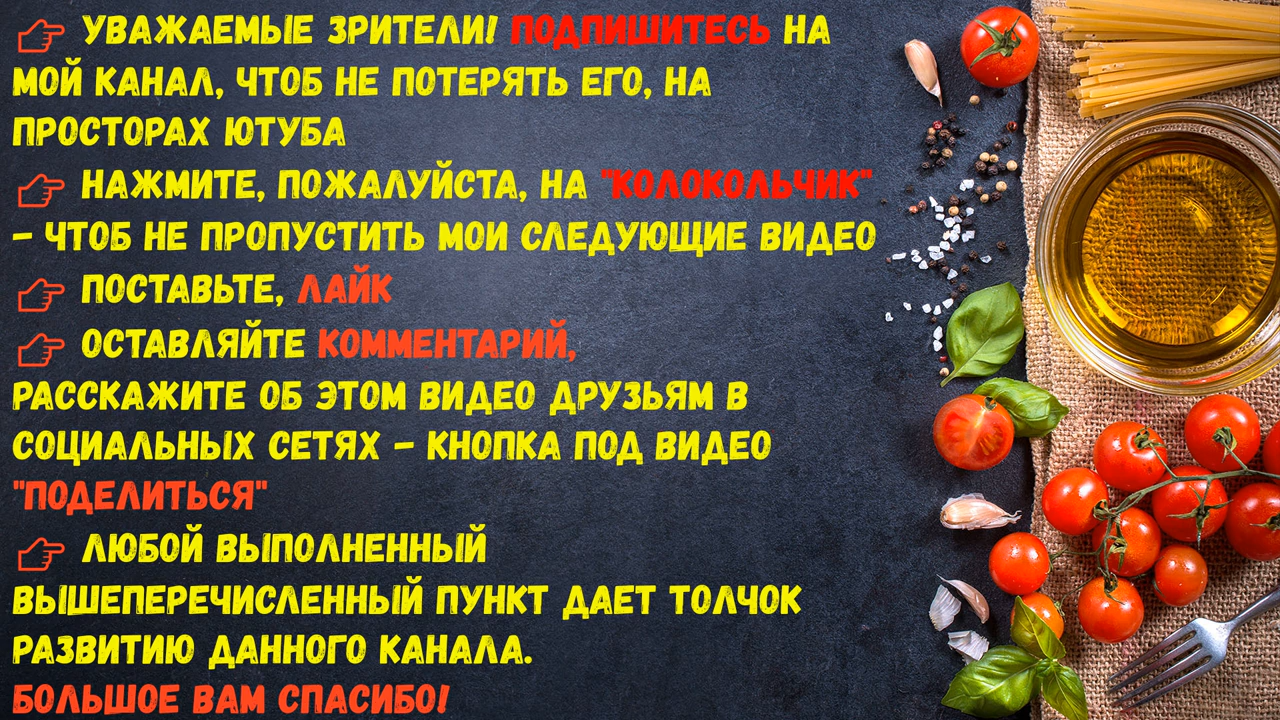 👉 УВАЖАЕМЫЕ ЗРИТЕЛИ! ПОДПИШИТЕСЬ НА
МОЙ КАНАЛ, ЧТОБ НЕ ПОТЕРЯТЬ ЕГО, НА
ПРОСТОРАХ ЮТУБА
👉 НАЖМИТЕ, ПОЖАЛУЙСТА, НА "КОЛОКОЛЬЧИК"
- ЧТОБ НЕ ПРОПУСТИТЬ МОИ СЛЕДУЮЩИЕ ВИДЕО
👉 ПОСТАВЬТЕ, ЛАЙК
👉 ОСТАВЛЯЙТЕ КОММЕНТАРИЙ,
РАССКАЖИТЕ ОБ ЭТОМ ВИДЕО ДРУЗЬЯМ В
СОЦИАЛЬНЫХ СЕТЯХ - КНОПКА ПОД ВИДЕО
"ПОДЕЛИТЬСЯ"
👉 ЛЮБОЙ ВЫПОЛНЕННЫЙ
ВЫШЕПЕРЕЧИСЛЕННЫЙ ПУНКТ ДАЕТ ТОЛЧОК
РАЗВИТИЮ ДАННОГО КАНАЛА.
БОЛЬШОЕ ВАМ СПАСИБО!